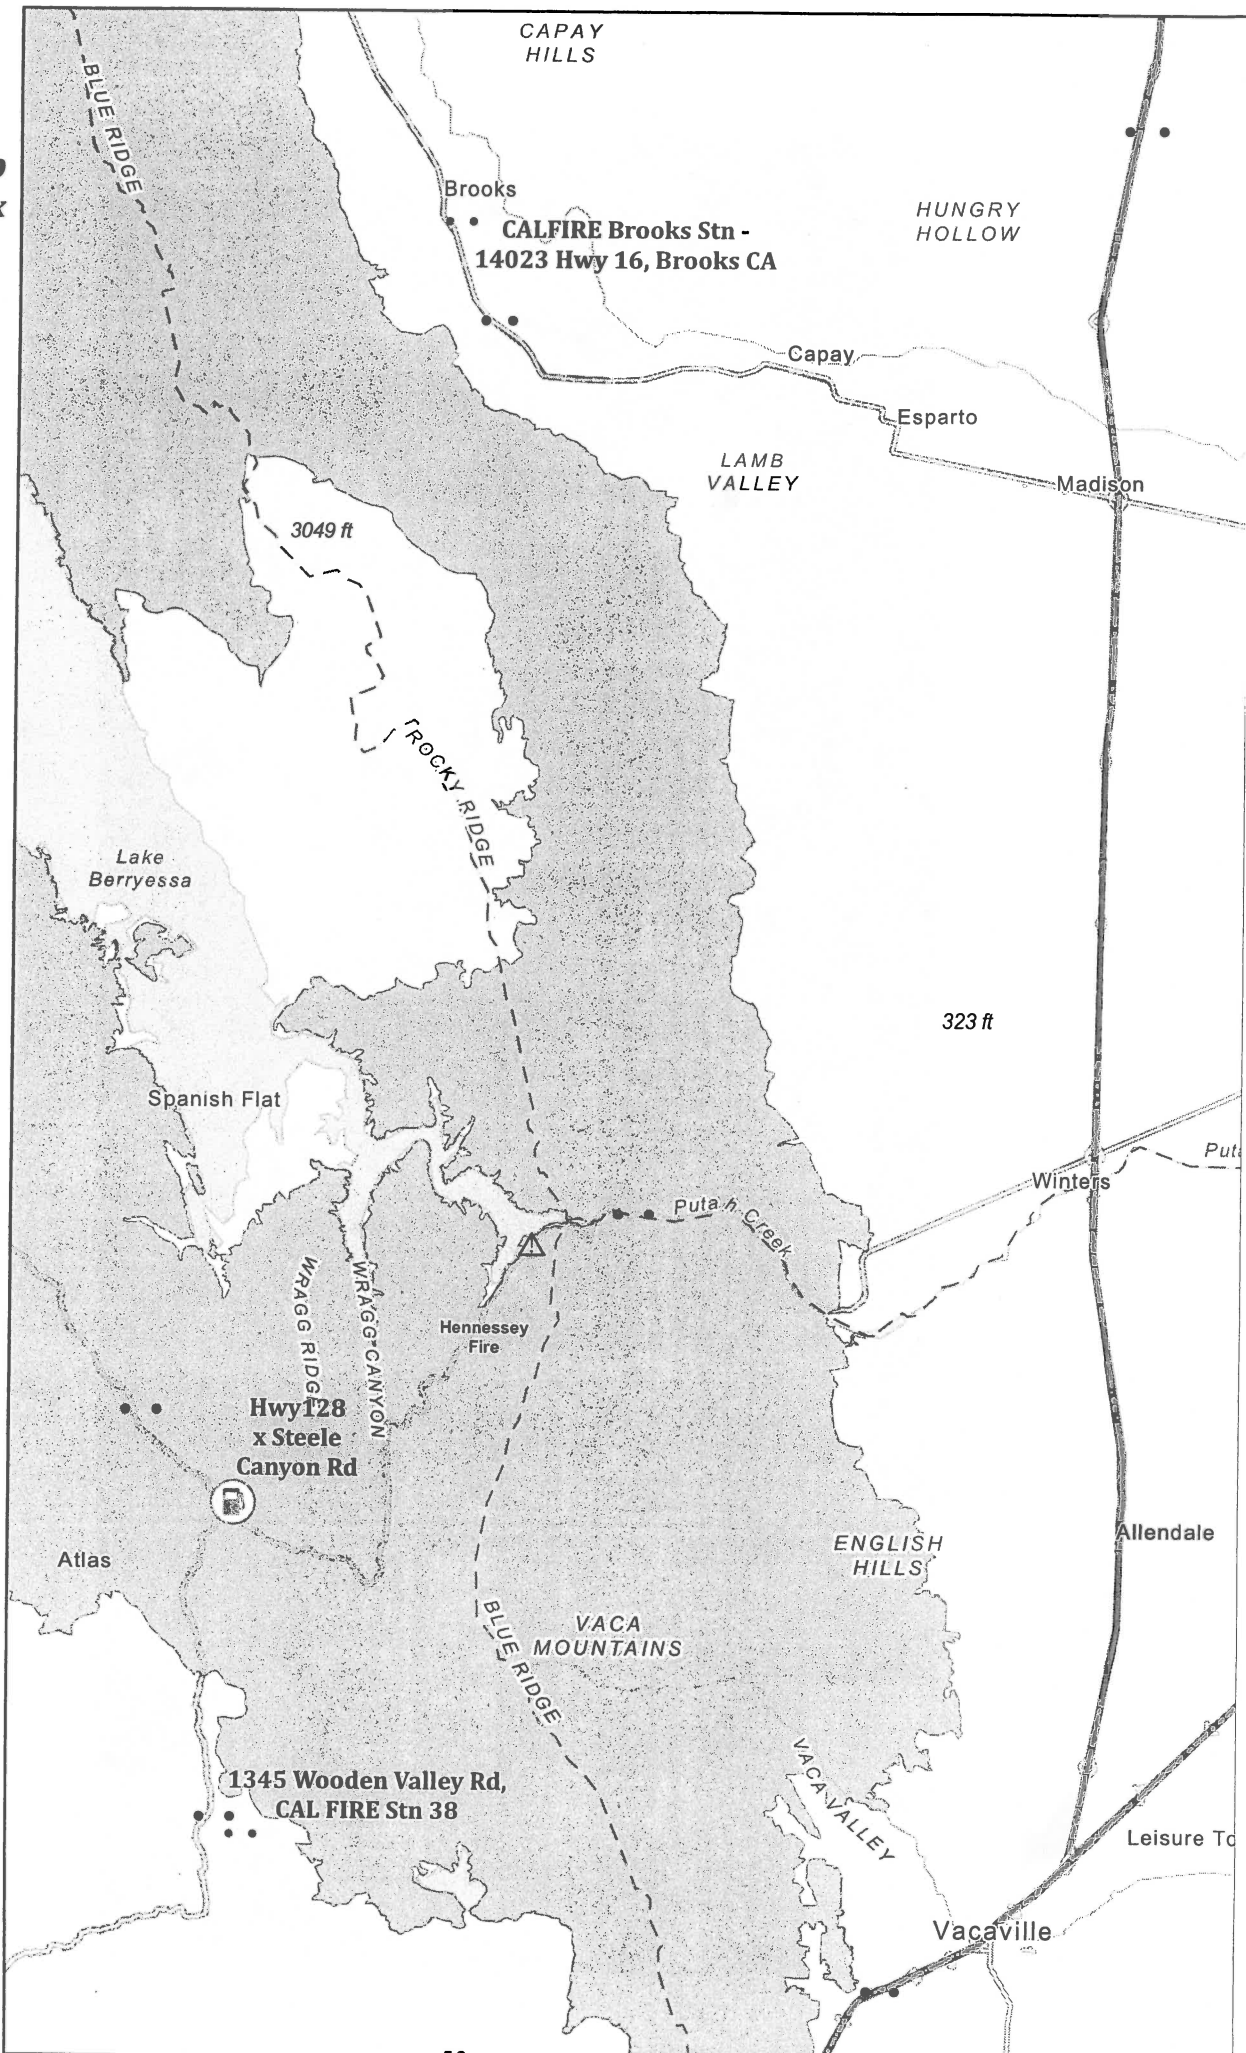 CAPAY
HILLS
BLUE RIDGE
Brooks
CALFIRE Brooks Stn -
14023 Hwy 16, Brooks CA
HUNGRY
HOLLOW
Capay
Esparto
LAMB
VALLEY
Madison
3049 ft
ROCKY RIDGE
Lake
Berryessa
323 ft
Spanish Flat
Putah Creek
Winters
WRAGG RIDGE
WRAGG CANYON
Hennessey
Fire
Hwy128
x Steele
Canyon Rd
Atlas
ENGLISH
HILLS
Allendale
VACA
MOUNTAINS
BLUE RIDGE
VACA VALLEY
1345 Wooden Valley Rd,
CAL FIRE Stn 38
Leisure
Vacaville